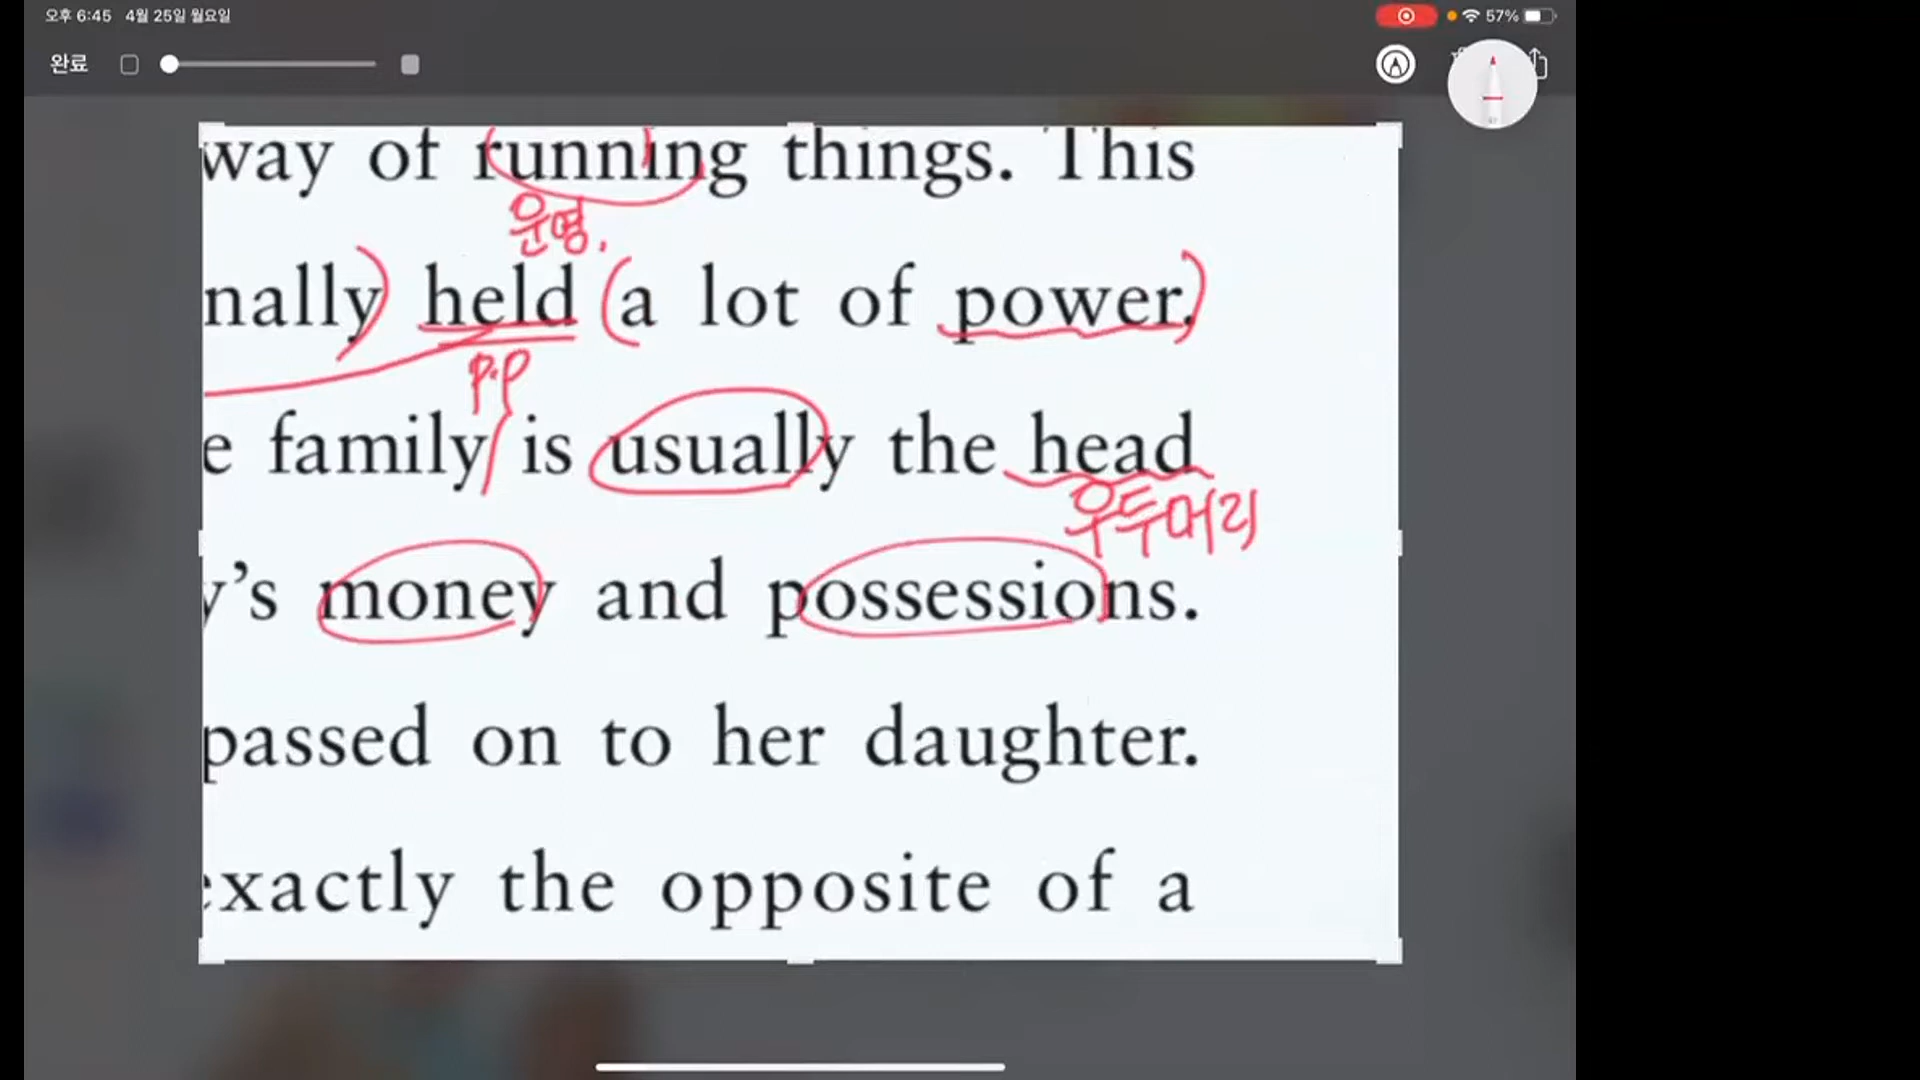 오후 6:45 4월 25일 월요일
57%
완료
way of running things. This
운영.
nally) held (a lot of power.)
p.p
e family/ is usually the head
우두머리
y's money and possessions.
passed on to her daughter.
exactly the opposite of a